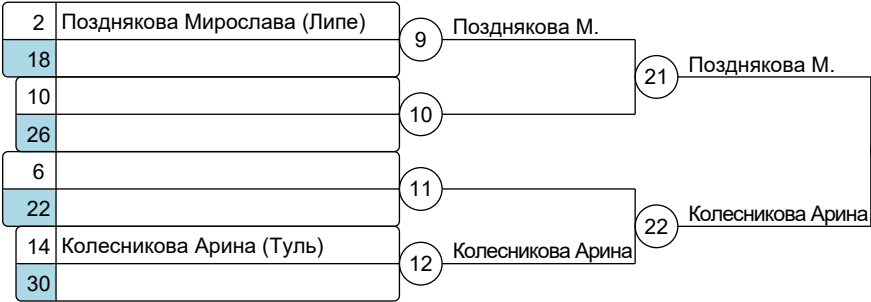 2 Позднякова Мирослава (Липе)
18
9 Позднякова М.
10
26
10
21 Позднякова М.
6
22
11
14 Колесникова Арина (Туль)
30
12 Колесникова Арина
22 Колесникова Арина